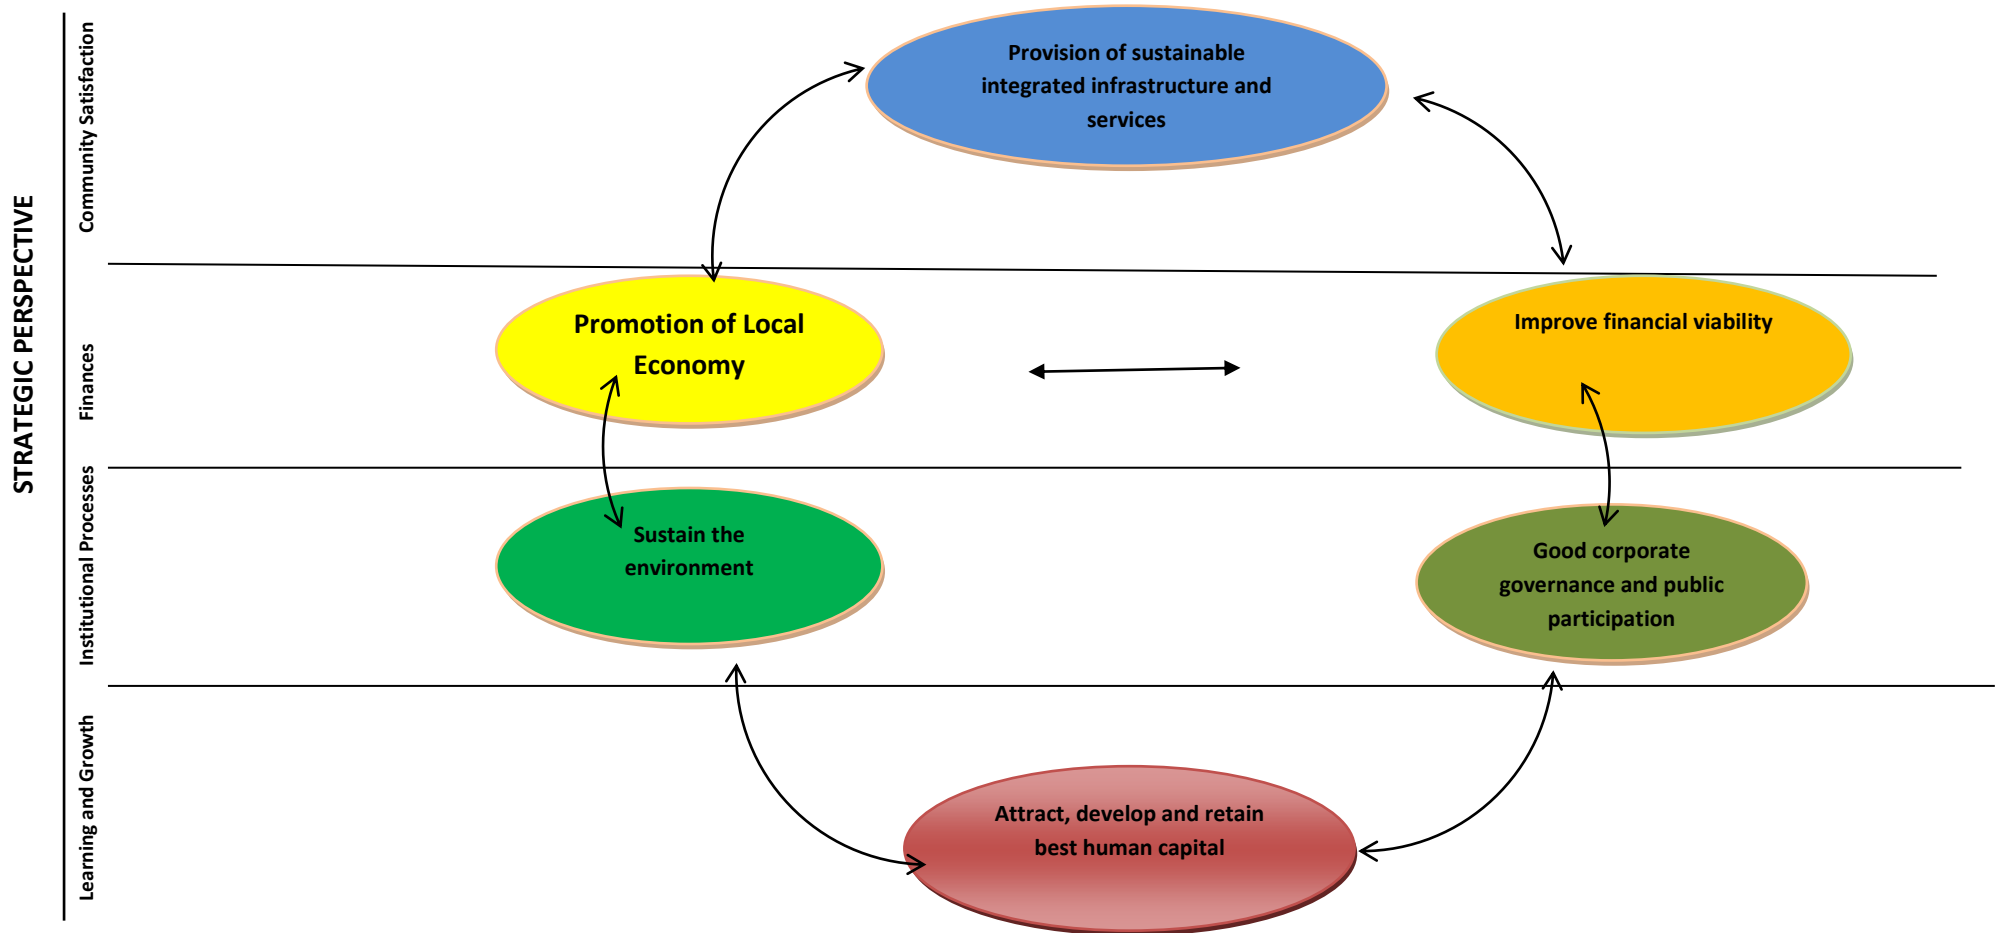 STRATEGIC PERSPECTIVE
Community Satisfaction
Provision of sustainable
integrated infrastructure and
services
Finances
Promotion of Local
Economy
Improve financial viability
Institutional Processes
Sustain the
environment
Good corporate
governance and public
participation
Learning and Growth
Attract, develop and retain
best human capital